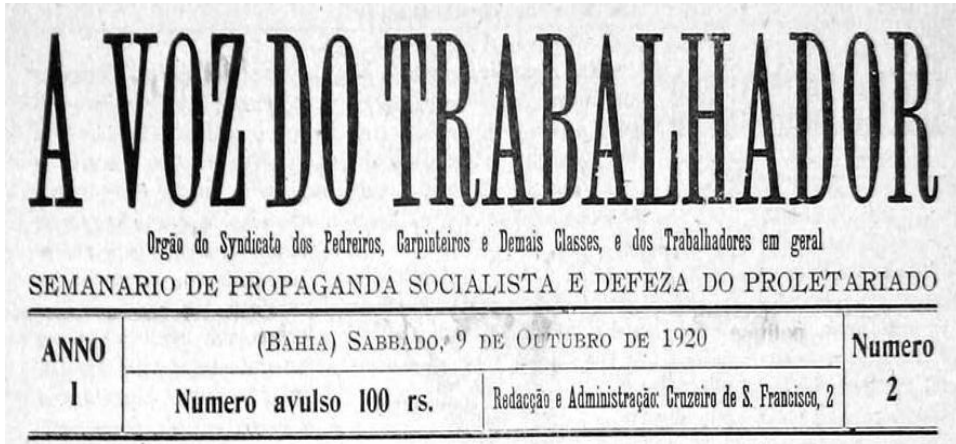 A VOZ DO TRABALHADOR
Orgão do Syndicato dos Pedreiros, Carpinteiros e Demais Classes, e dos Trabalhadores em geral
SEMANARIO DE PROPAGANDA SOCIALISTA E DEFEZA DO PROLETARIADO
ANNO
I
(BAHIA) SABBADO, 9 DE OUTUBRO DE 1920
Numero avulso 100 rs.
Redacção e Administração: Cruzeiro de S. Francisco, 2
Numero
2